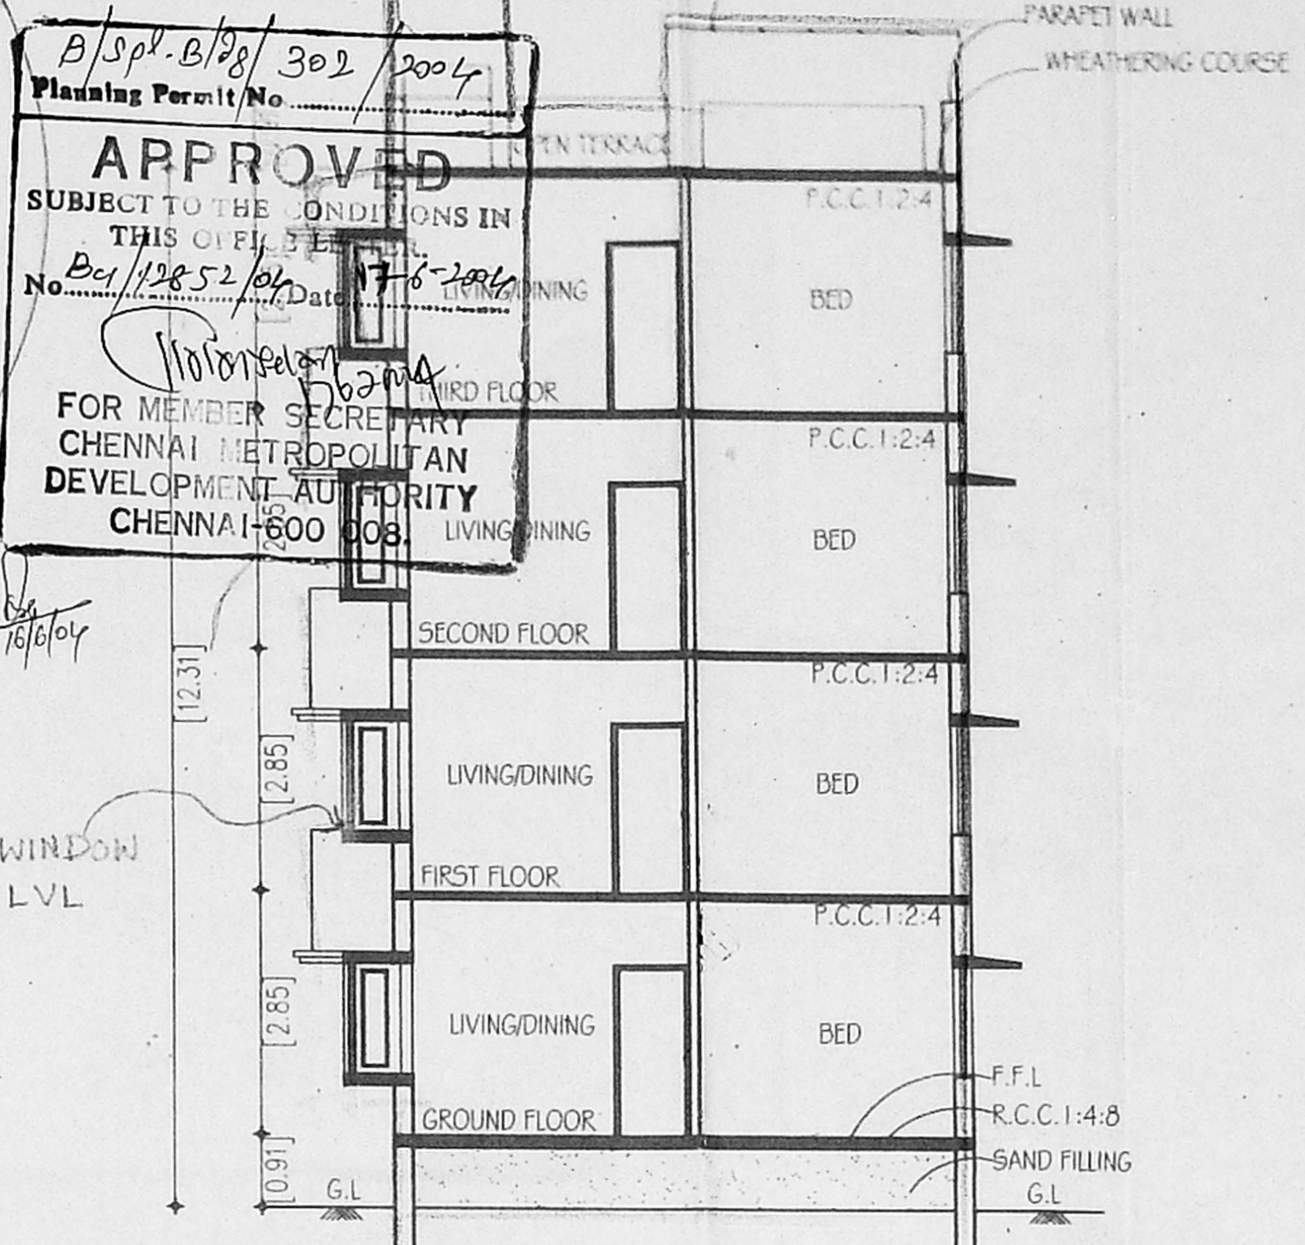 PARAPET WALL
WHEATHERING COURSE
B/Spl.Bldg/302/2004
Planning Permit No
APPROVED
SUBJECT TO THE CONDITIONS IN
THIS OFFICE LETTER.
No. Date 17-6-2004
FOR MEMBER SECRETARY
CHENNAI METROPOLITAN
DEVELOPMENT AUTHORITY
CHENNAI-600 008.
16/6/04
OPEN TERRACE
P.C.C.1:2:4
LIVING/DINING
BED
THIRD FLOOR
P.C.C.1:2:4
LIVING/DINING
BED
SECOND FLOOR
P.C.C.1:2:4
[12.31]
[2.85]
LIVING/DINING
BED
WINDOW
LVL
FIRST FLOOR
P.C.C.1:2:4
[2.85]
LIVING/DINING
BED
F.F.L
GROUND FLOOR
R.C.C.1:4:8
[0.91]
SAND FILLING
G.L
G.L